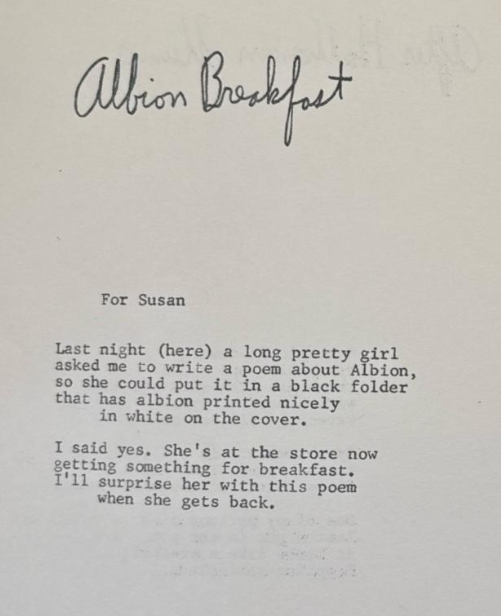 Albion Breakfast
For Susan
Last night (here) a long pretty girl
asked me to write a poem about Albion,
so she could put it in a black folder
that has albion printed nicely
in white on the cover.
I said yes. She's at the store now
getting something for breakfast.
I'll surprise her with this poem
when she gets back.